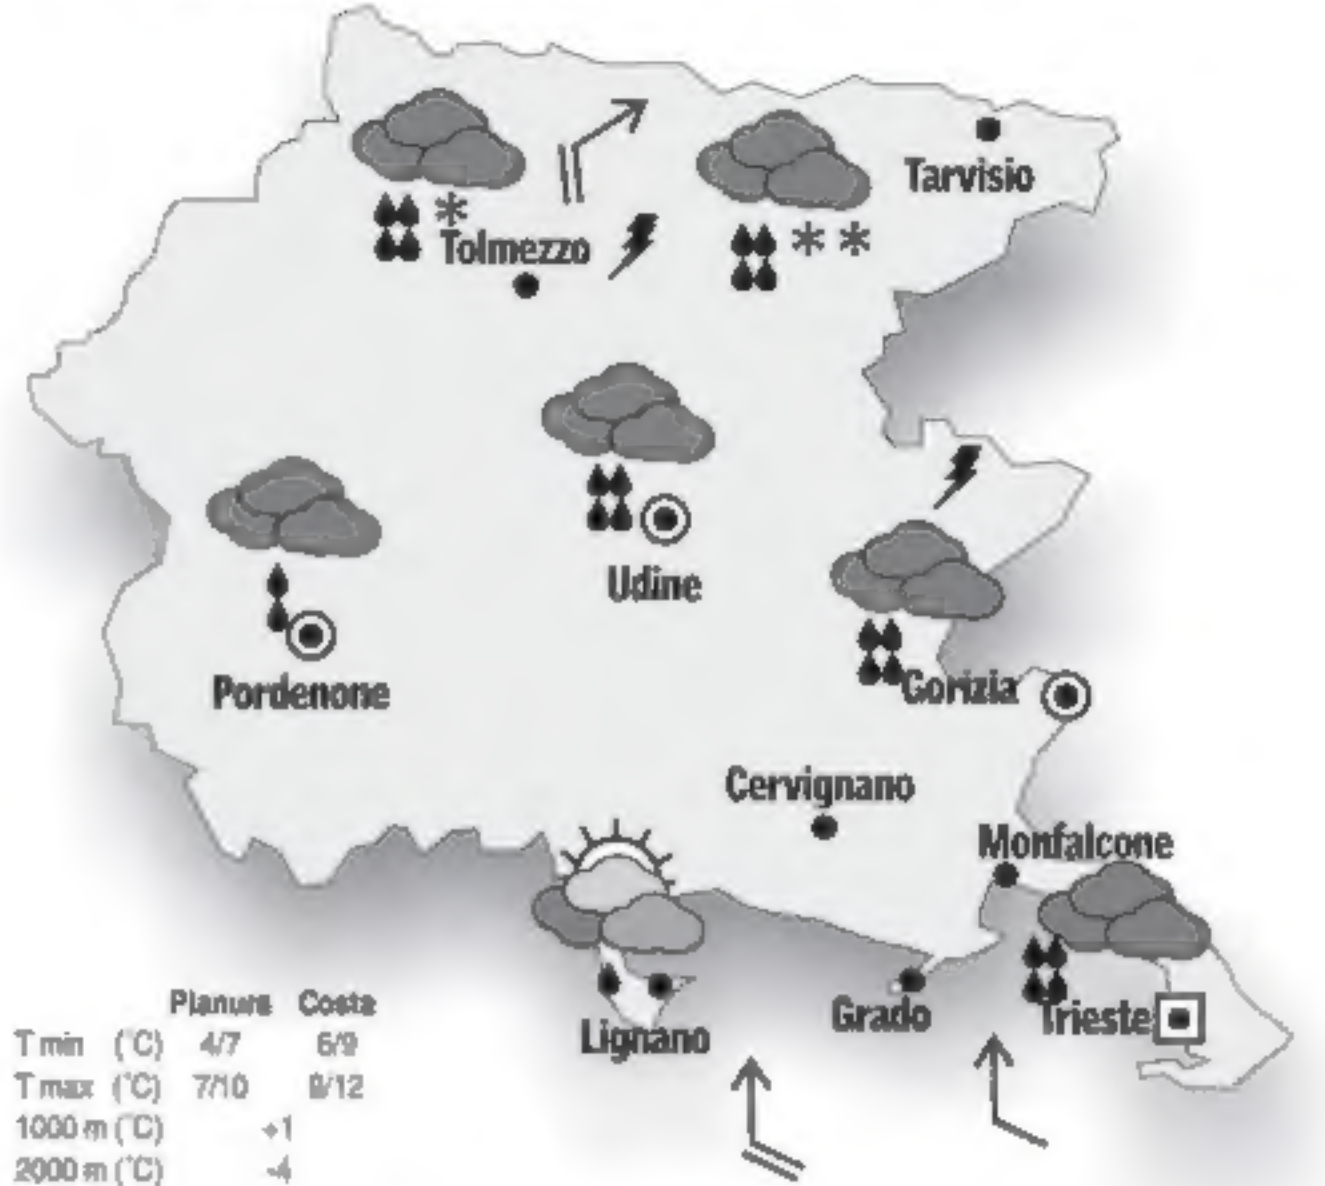 Tarvisio
Tolmezzo
Udine
Pordenone
Gorizia
Cervignano
Monfalcone
Grado
Trieste
Lignano
Pianura Costa
T min (°C) 4/7 6/9
T max (°C) 7/10 9/12
1000 m (°C) +1
2000 m (°C) -4